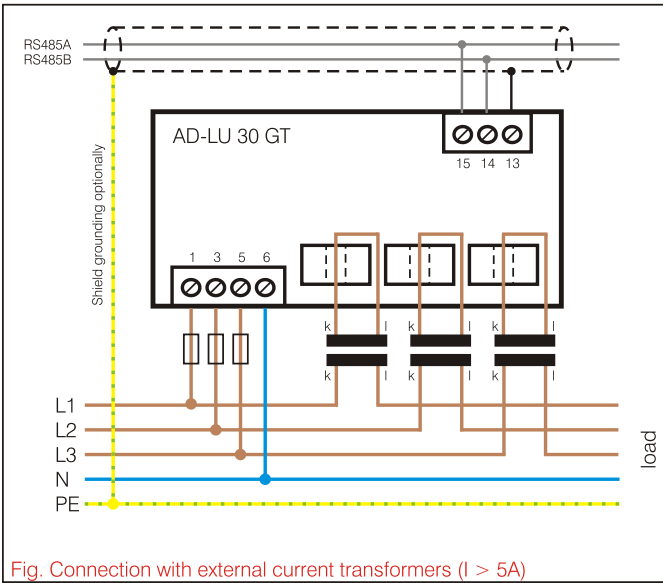 RS485A
RS485B
AD-LU 30 GT
15 14 13
Shield grounding optionally
1 3 5 6
k l k l k l
k l k l k l
L1
L2
L3
N
PE
load
Fig. Connection with external current transformers (I > 5A)